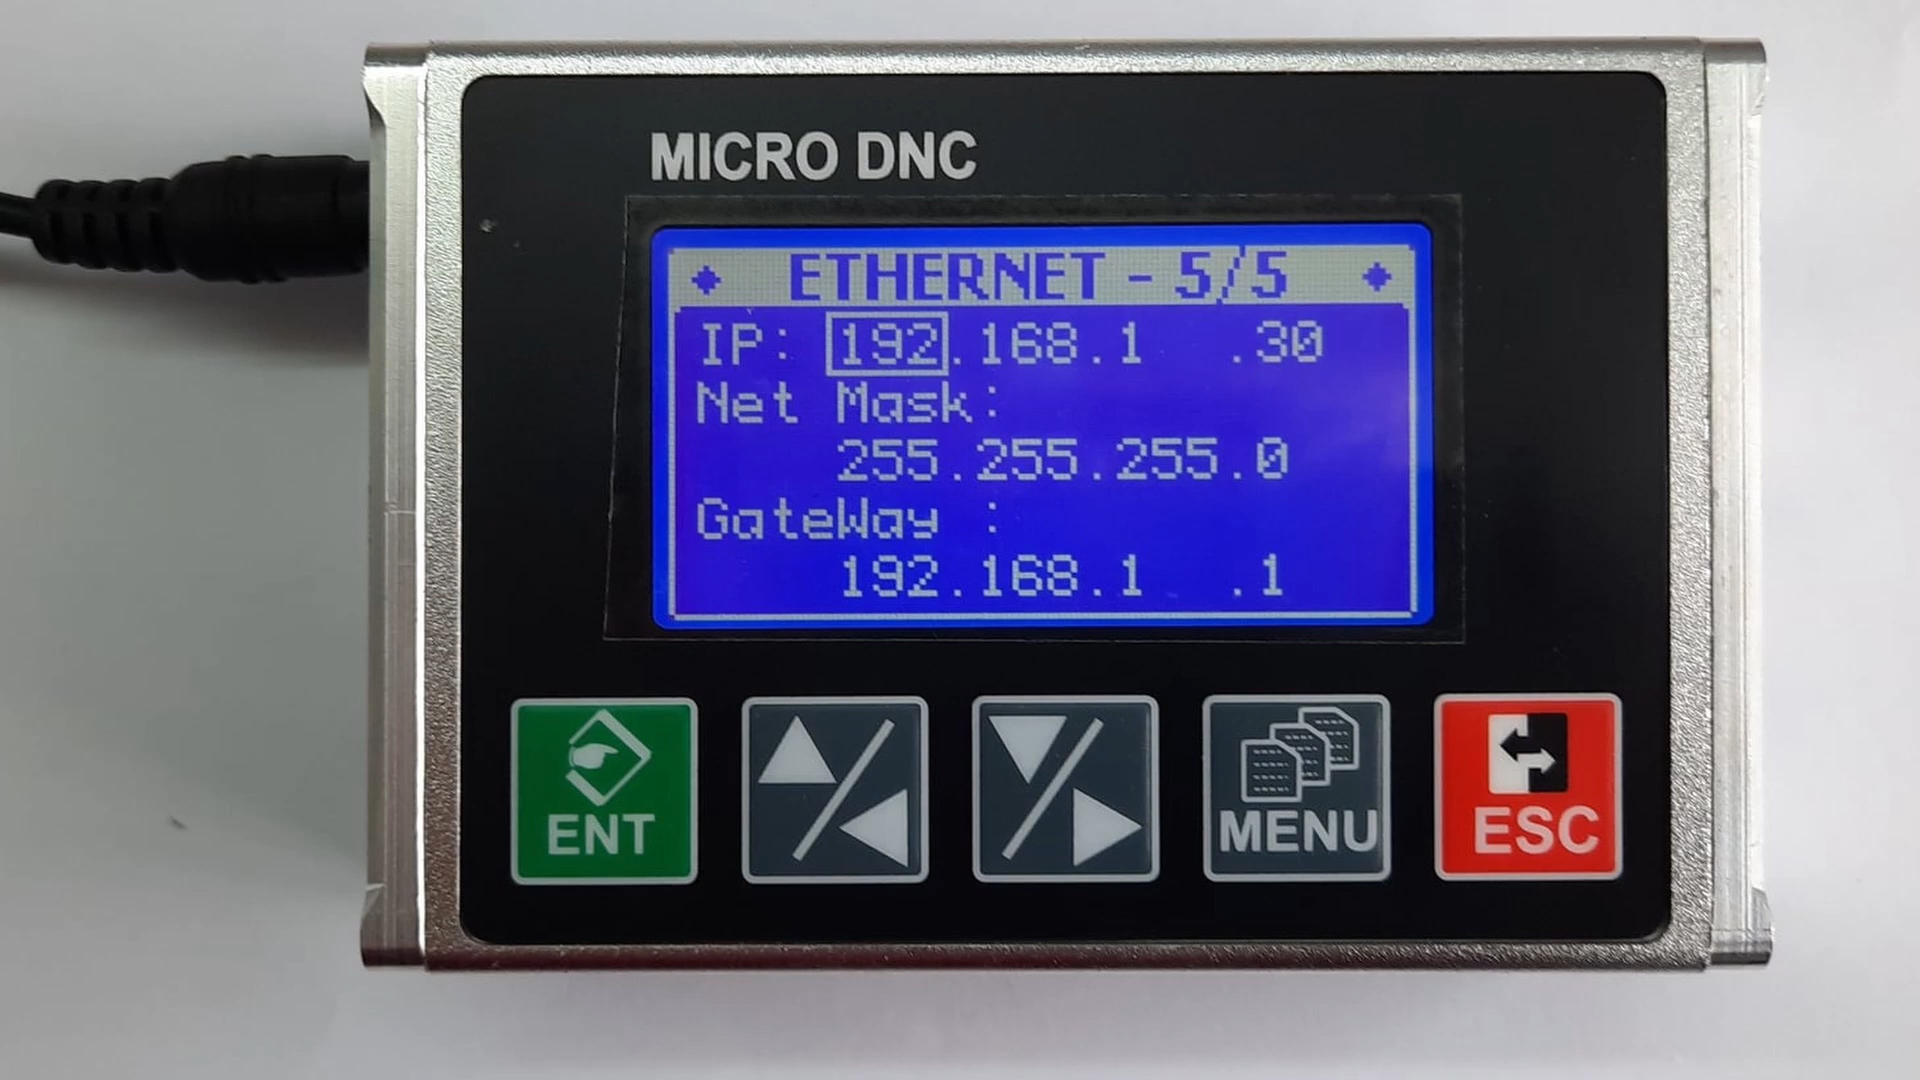 MICRO DNC
ETHERNET - 5/5
IP: 192.168.1 .30
Net Mask:
255.255.255.0
GateWay :
192.168.1 .1
ENT
MENU
ESC